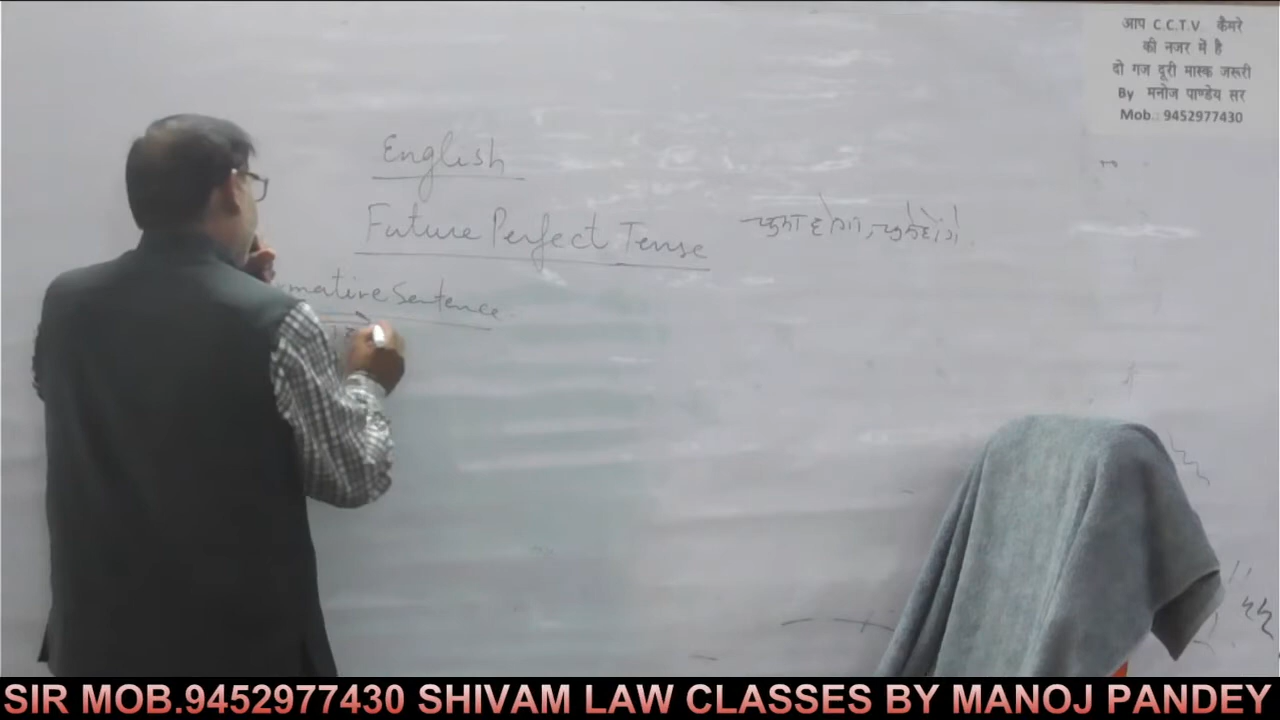 आप C.C.T.V. कैमरे
की नजर में है
दो गज दूरी मास्क जरूरी
By मनोज पाण्डेय सर
Mob.: 9452977430
English
Future Perfect Tense चुका होगा, चुके होंगे
mative Sentence
SIR MOB.9452977430 SHIVAM LAW CLASSES BY MANOJ PANDEY